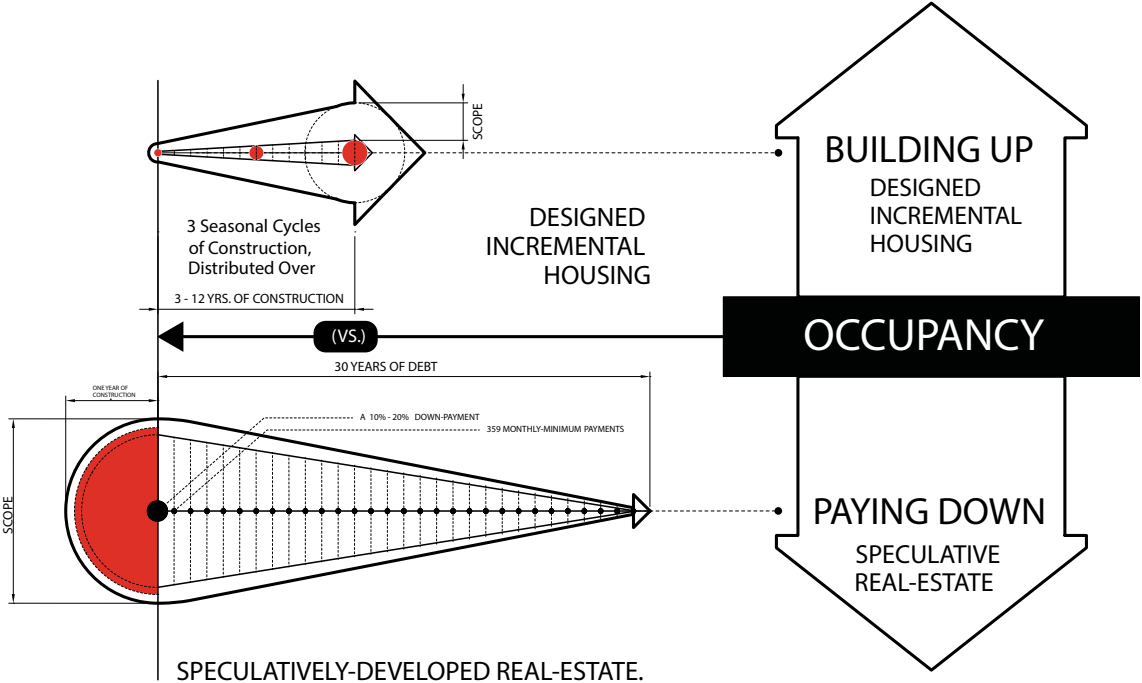 SCOPE
3 Seasonal Cycles
of Construction,
Distributed Over
3 - 12 YRS. OF CONSTRUCTION
DESIGNED
INCREMENTAL
HOUSING
BUILDING UP
DESIGNED
INCREMENTAL
HOUSING
(VS.)
OCCUPANCY
30 YEARS OF DEBT
ONE YEAR OF
CONSTRUCTION
A 10% - 20% DOWN-PAYMENT
359 MONTHLY-MINIMUM PAYMENTS
SCOPE
PAYING DOWN
SPECULATIVE
REAL-ESTATE
SPECULATIVELY-DEVELOPED REAL-ESTATE.